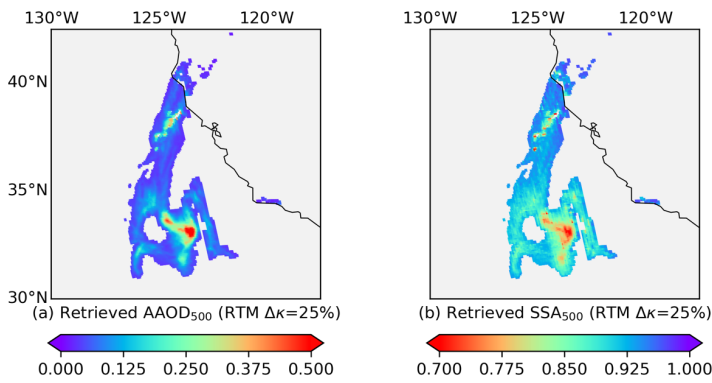 130°W 125°W 120°W 130°W 125°W 120°W
40°N
35°N
30°N
(a) Retrieved AAOD₅₀₀ (RTM Δκ=25%) (b) Retrieved SSA₅₀₀ (RTM Δκ=25%)
0.000 0.125 0.250 0.375 0.500 0.700 0.775 0.850 0.925 1.000